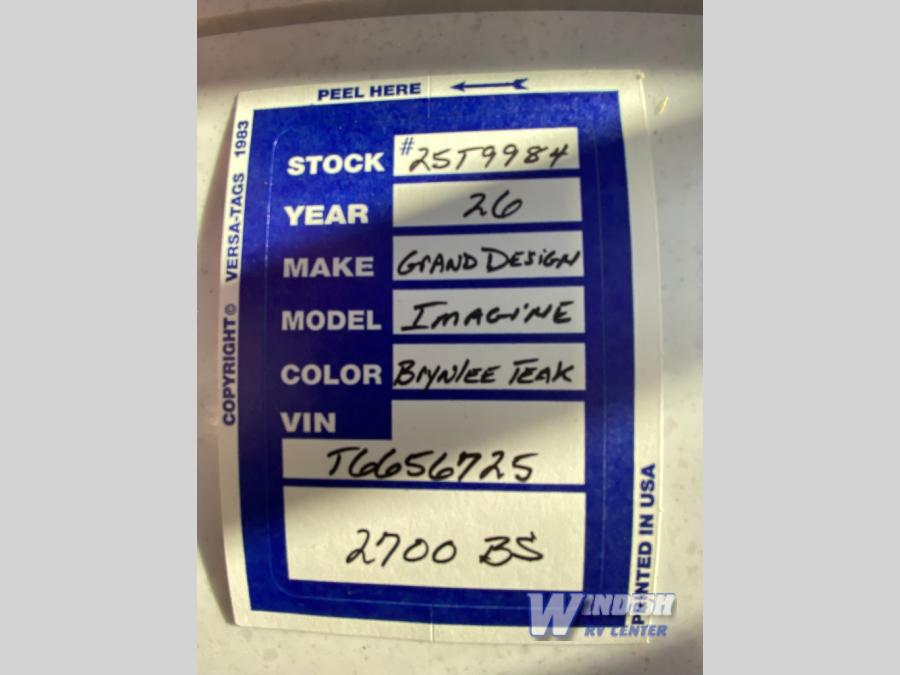 PEEL HERE
COPYRIGHT © VERSA-TAGS 1983
STOCK #25T9984
YEAR 26
MAKE GRAND DESIGN
MODEL IMAGINE
COLOR BRYNLEE TEAK
VIN
T6656725
2700 BS
PRINTED IN USA
WINDISH
RV CENTER